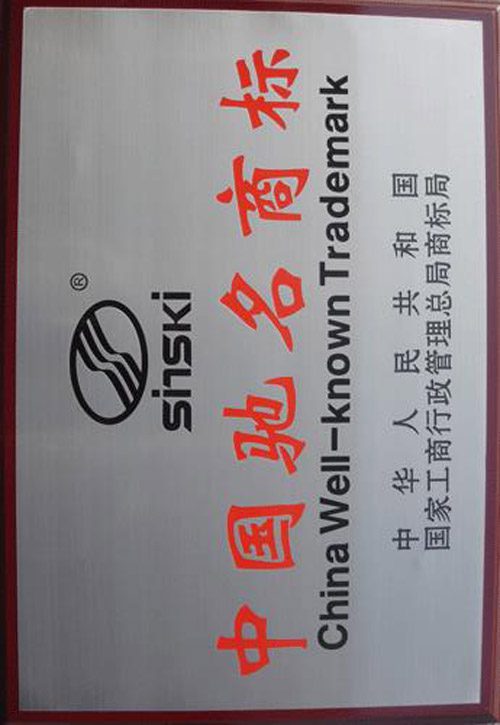 ®
sinski
中国驰名商标
China Well-known Trademark
中华人民共和国
国家工商行政管理总局商标局